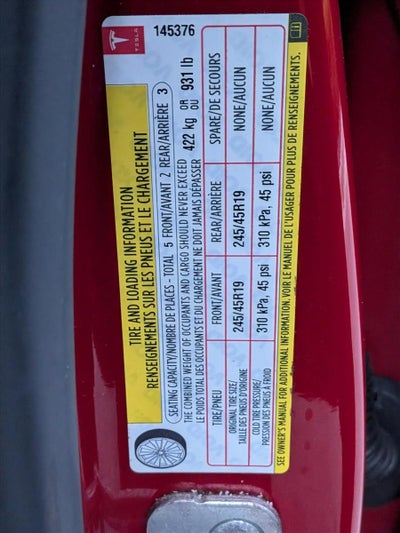 TESLA
145376
TIRE AND LOADING INFORMATION
RENSEIGNEMENTS SUR LES PNEUS ET LE CHARGEMENT
SEATING CAPACITY/NOMBRE DE PLACES - TOTAL 5 FRONT/AVANT 2 REAR/ARRIÈRE 3
THE COMBINED WEIGHT OF OCCUPANTS AND CARGO SHOULD NEVER EXCEED
LE POIDS TOTAL DES OCCUPANTS ET DU CHARGEMENT NE DOIT JAMAIS DÉPASSER
422 kg OR OU 931 lb
TIRE/PNEU FRONT/AVANT REAR/ARRIÈRE SPARE/DE SECOURS
ORIGINAL TIRE SIZE/ TAILLE DES PNEUS D'ORIGINE 245/45R19 245/45R19 NONE/AUCUN
COLD TIRE PRESSURE/ PRESSION DES PNEUS À FROID 310 kPa, 45 psi 310 kPa, 45 psi NONE/AUCUN
SEE OWNER'S MANUAL FOR ADDITIONAL INFORMATION. VOIR LE MANUEL DE L'USAGER POUR PLUS DE RENSEIGNEMENTS.